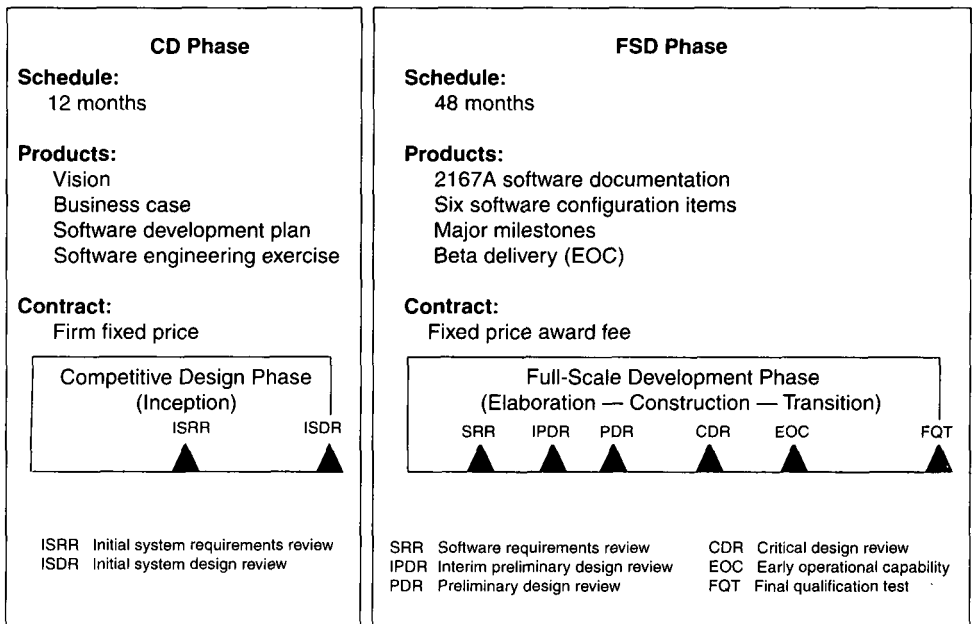 CD Phase
Schedule:
12 months
Products:
Vision
Business case
Software development plan
Software engineering exercise
Contract:
Firm fixed price
Competitive Design Phase
(Inception)
ISRR ISDR
ISRR Initial system requirements review
ISDR Initial system design review
FSD Phase
Schedule:
48 months
Products:
2167A software documentation
Six software configuration items
Major milestones
Beta delivery (EOC)
Contract:
Fixed price award fee
Full-Scale Development Phase
(Elaboration — Construction — Transition)
SRR IPDR PDR CDR EOC FQT
SRR Software requirements review
IPDR Interim preliminary design review
PDR Preliminary design review
CDR Critical design review
EOC Early operational capability
FQT Final qualification test